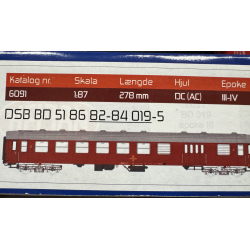 Katalog nr. Skala Længde Hjul Epoke
6091 1:87 278 mm DC (AC) III-IV
DSB BD 51 86 82-84 019-5